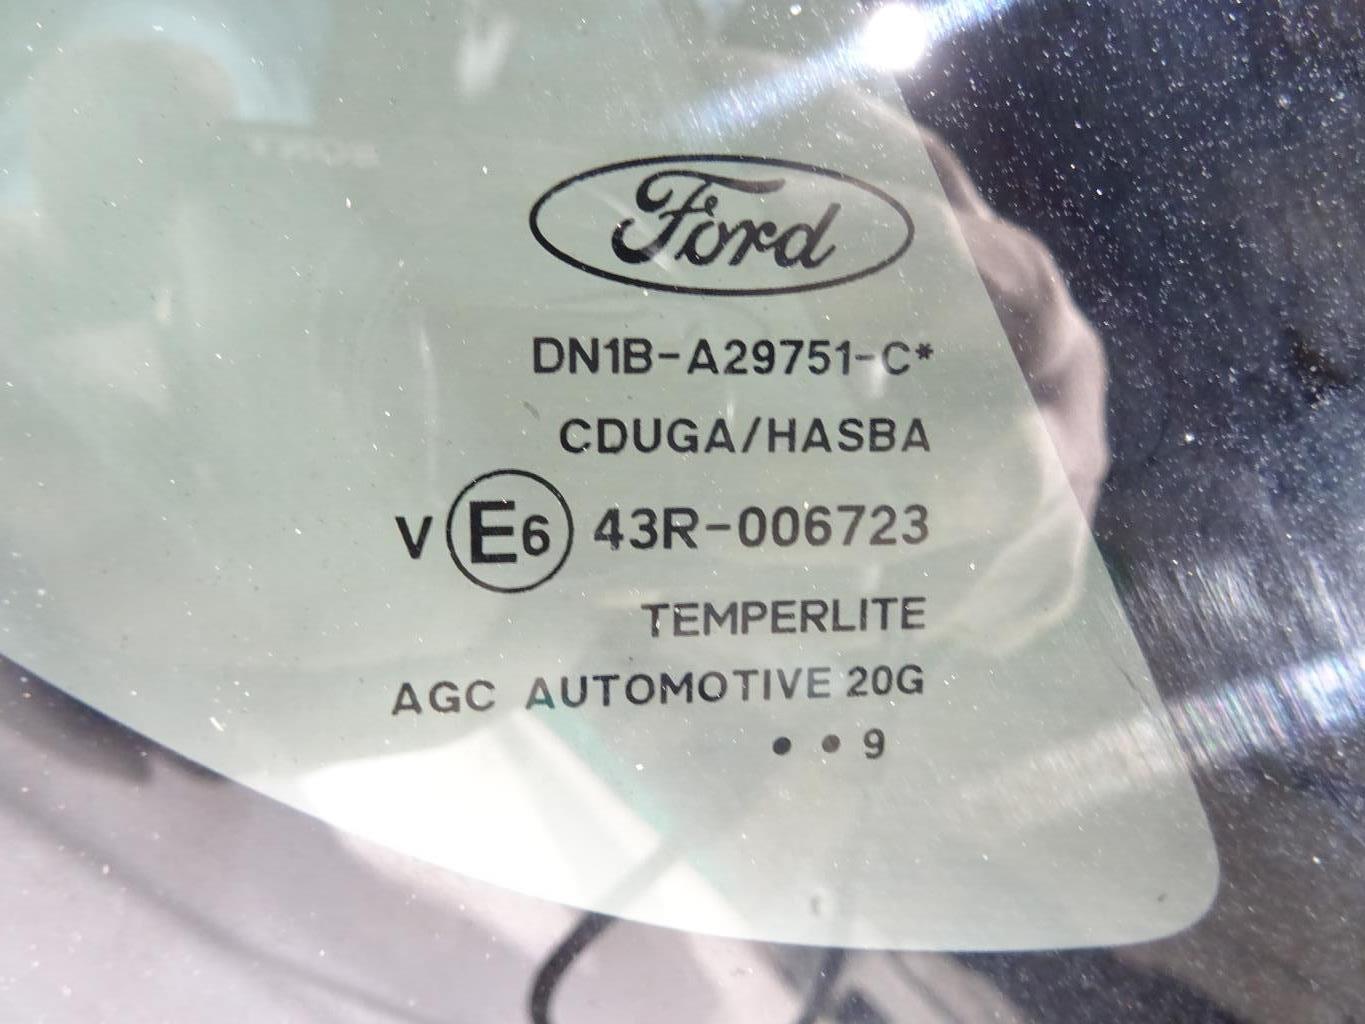 Ford
DN1B-A29751-C*
CDUGA/HASBA
V E6 43R-006723
TEMPERLITE
AGC AUTOMOTIVE 20G
• • 9